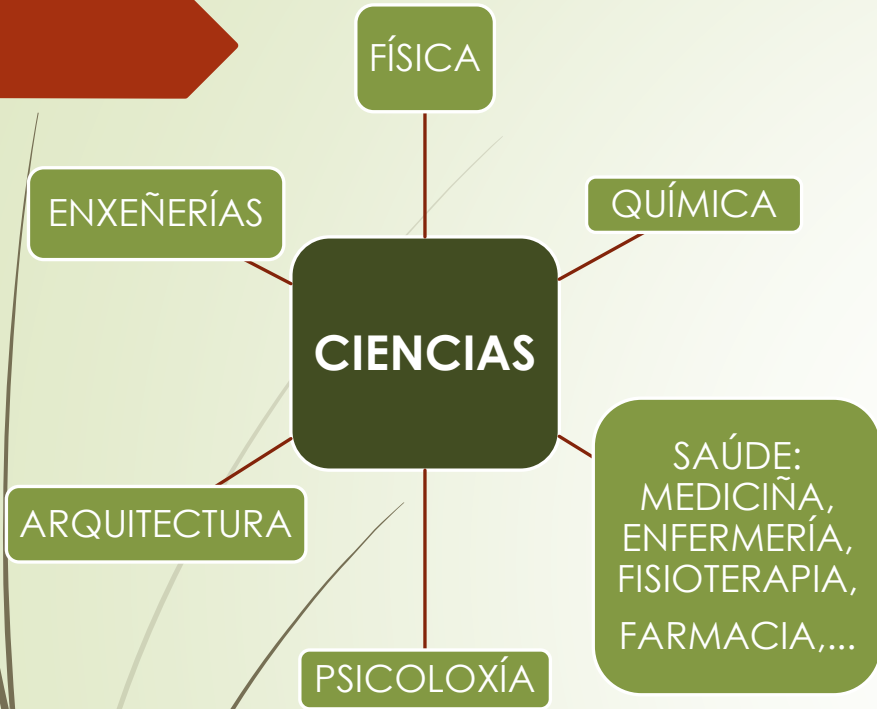 FÍSICA
ENXEÑERÍAS
QUÍMICA
CIENCIAS
SAÚDE:
MEDICIÑA,
ENFERMERÍA,
FISIOTERAPIA,
FARMACIA,...
ARQUITECTURA
PSICOLOXÍA